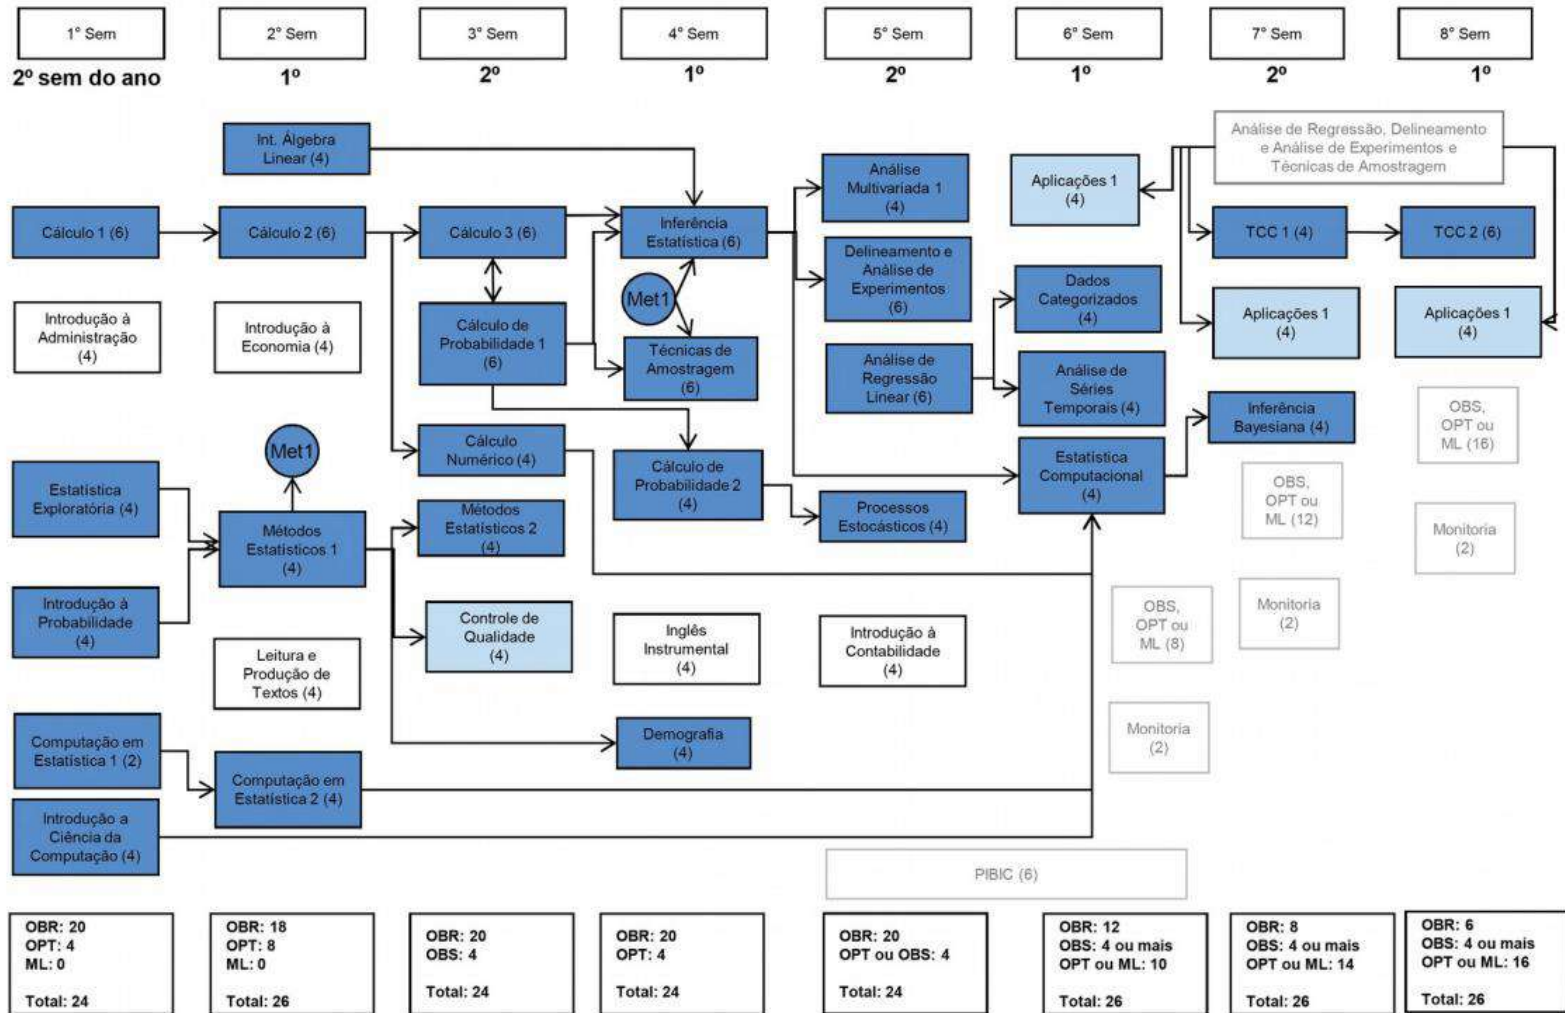 1° Sem
2° Sem
3° Sem
4° Sem
5° Sem
6° Sem
7° Sem
8° Sem
2º sem do ano
1º
2º
1º
2º
1º
2º
1º
Int. Álgebra
Linear (4)
Cálculo 1 (6)
Cálculo 2 (6)
Cálculo 3 (6)
Inferência
Estatística (6)
Análise
Multivariada 1
(4)
Aplicações 1
(4)
Análise de Regressão, Delineamento
e Análise de Experimentos e
Técnicas de Amostragem
TCC 1 (4)
TCC 2 (6)
Introdução à
Administração
(4)
Introdução à
Economia (4)
Cálculo de
Probabilidade 1
(6)
Met1
Técnicas de
Amostragem
(6)
Delineamento e
Análise de
Experimentos
(6)
Dados
Categorizados
(4)
Aplicações 1
(4)
Aplicações 1
(4)
Análise de
Regressão
Linear (6)
Análise de
Séries
Temporais (4)
Inferência
Bayesiana (4)
OBS,
OPT ou
ML (16)
Met1
Estatística
Exploratória (4)
Métodos
Estatísticos 1
(4)
Cálculo
Numérico (4)
Cálculo de
Probabilidade 2
(4)
Estatística
Computacional
(4)
OBS,
OPT ou
ML (12)
Métodos
Estatísticos 2
(4)
Processos
Estocásticos (4)
Monitoria
(2)
Introdução à
Probabilidade
(4)
Controle de
Qualidade
(4)
Inglês
Instrumental
(4)
Introdução à
Contabilidade
(4)
OBS,
OPT ou
ML (8)
Monitoria
(2)
Leitura e
Produção de
Textos (4)
Computação em
Estatística 1 (2)
Computação em
Estatística 2 (4)
Demografia
(4)
Monitoria
(2)
Introdução a
Ciência da
Computação (4)
PIBIC (6)
OBR: 20
OPT: 4
ML: 0
Total: 24
OBR: 18
OPT: 8
ML: 0
Total: 26
OBR: 20
OBS: 4
Total: 24
OBR: 20
OPT: 4
Total: 24
OBR: 20
OPT ou OBS: 4
Total: 24
OBR: 12
OBS: 4 ou mais
OPT ou ML: 10
Total: 26
OBR: 8
OBS: 4 ou mais
OPT ou ML: 14
Total: 26
OBR: 6
OBS: 4 ou mais
OPT ou ML: 16
Total: 26